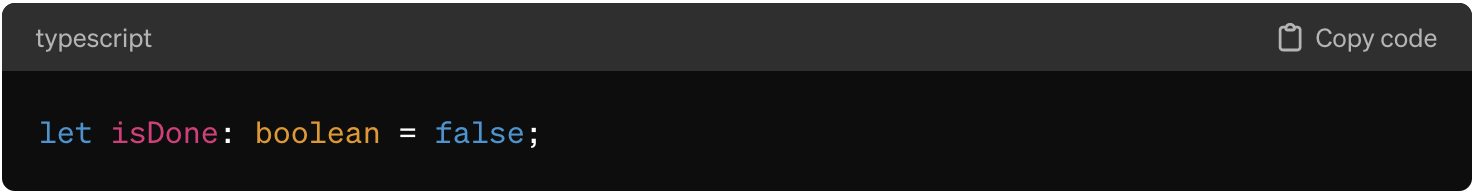 typescript
Copy code
let isDone: boolean = false;